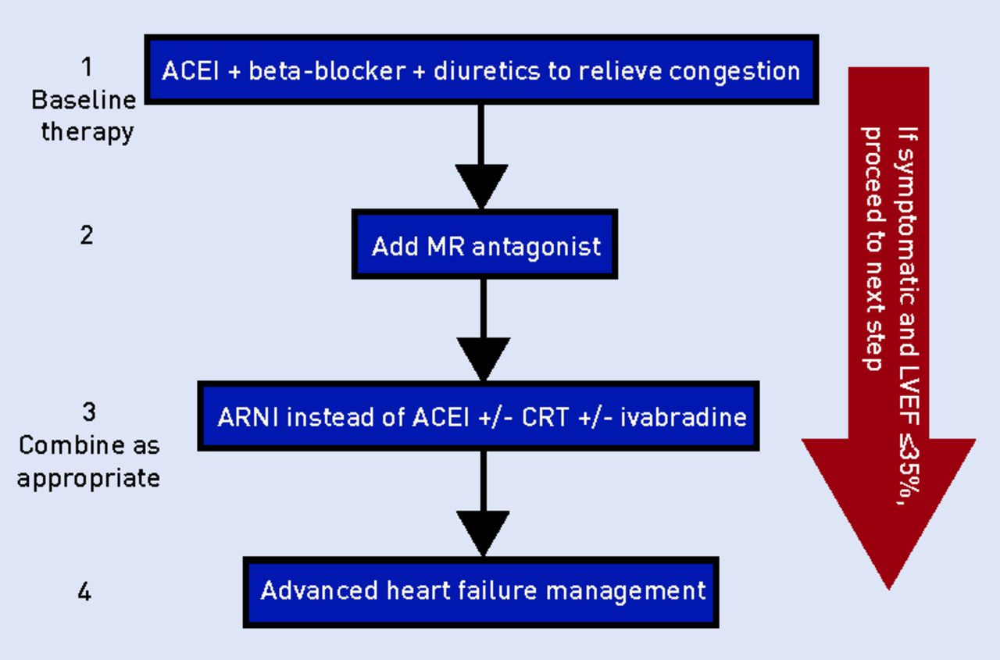 1
Baseline
therapy
ACEI + beta-blocker + diuretics to relieve congestion
2
Add MR antagonist
3
Combine as
appropriate
ARNI instead of ACEI +/- CRT +/- ivabradine
4
Advanced heart failure management
If symptomatic and LVEF ≤35%,
proceed to next step